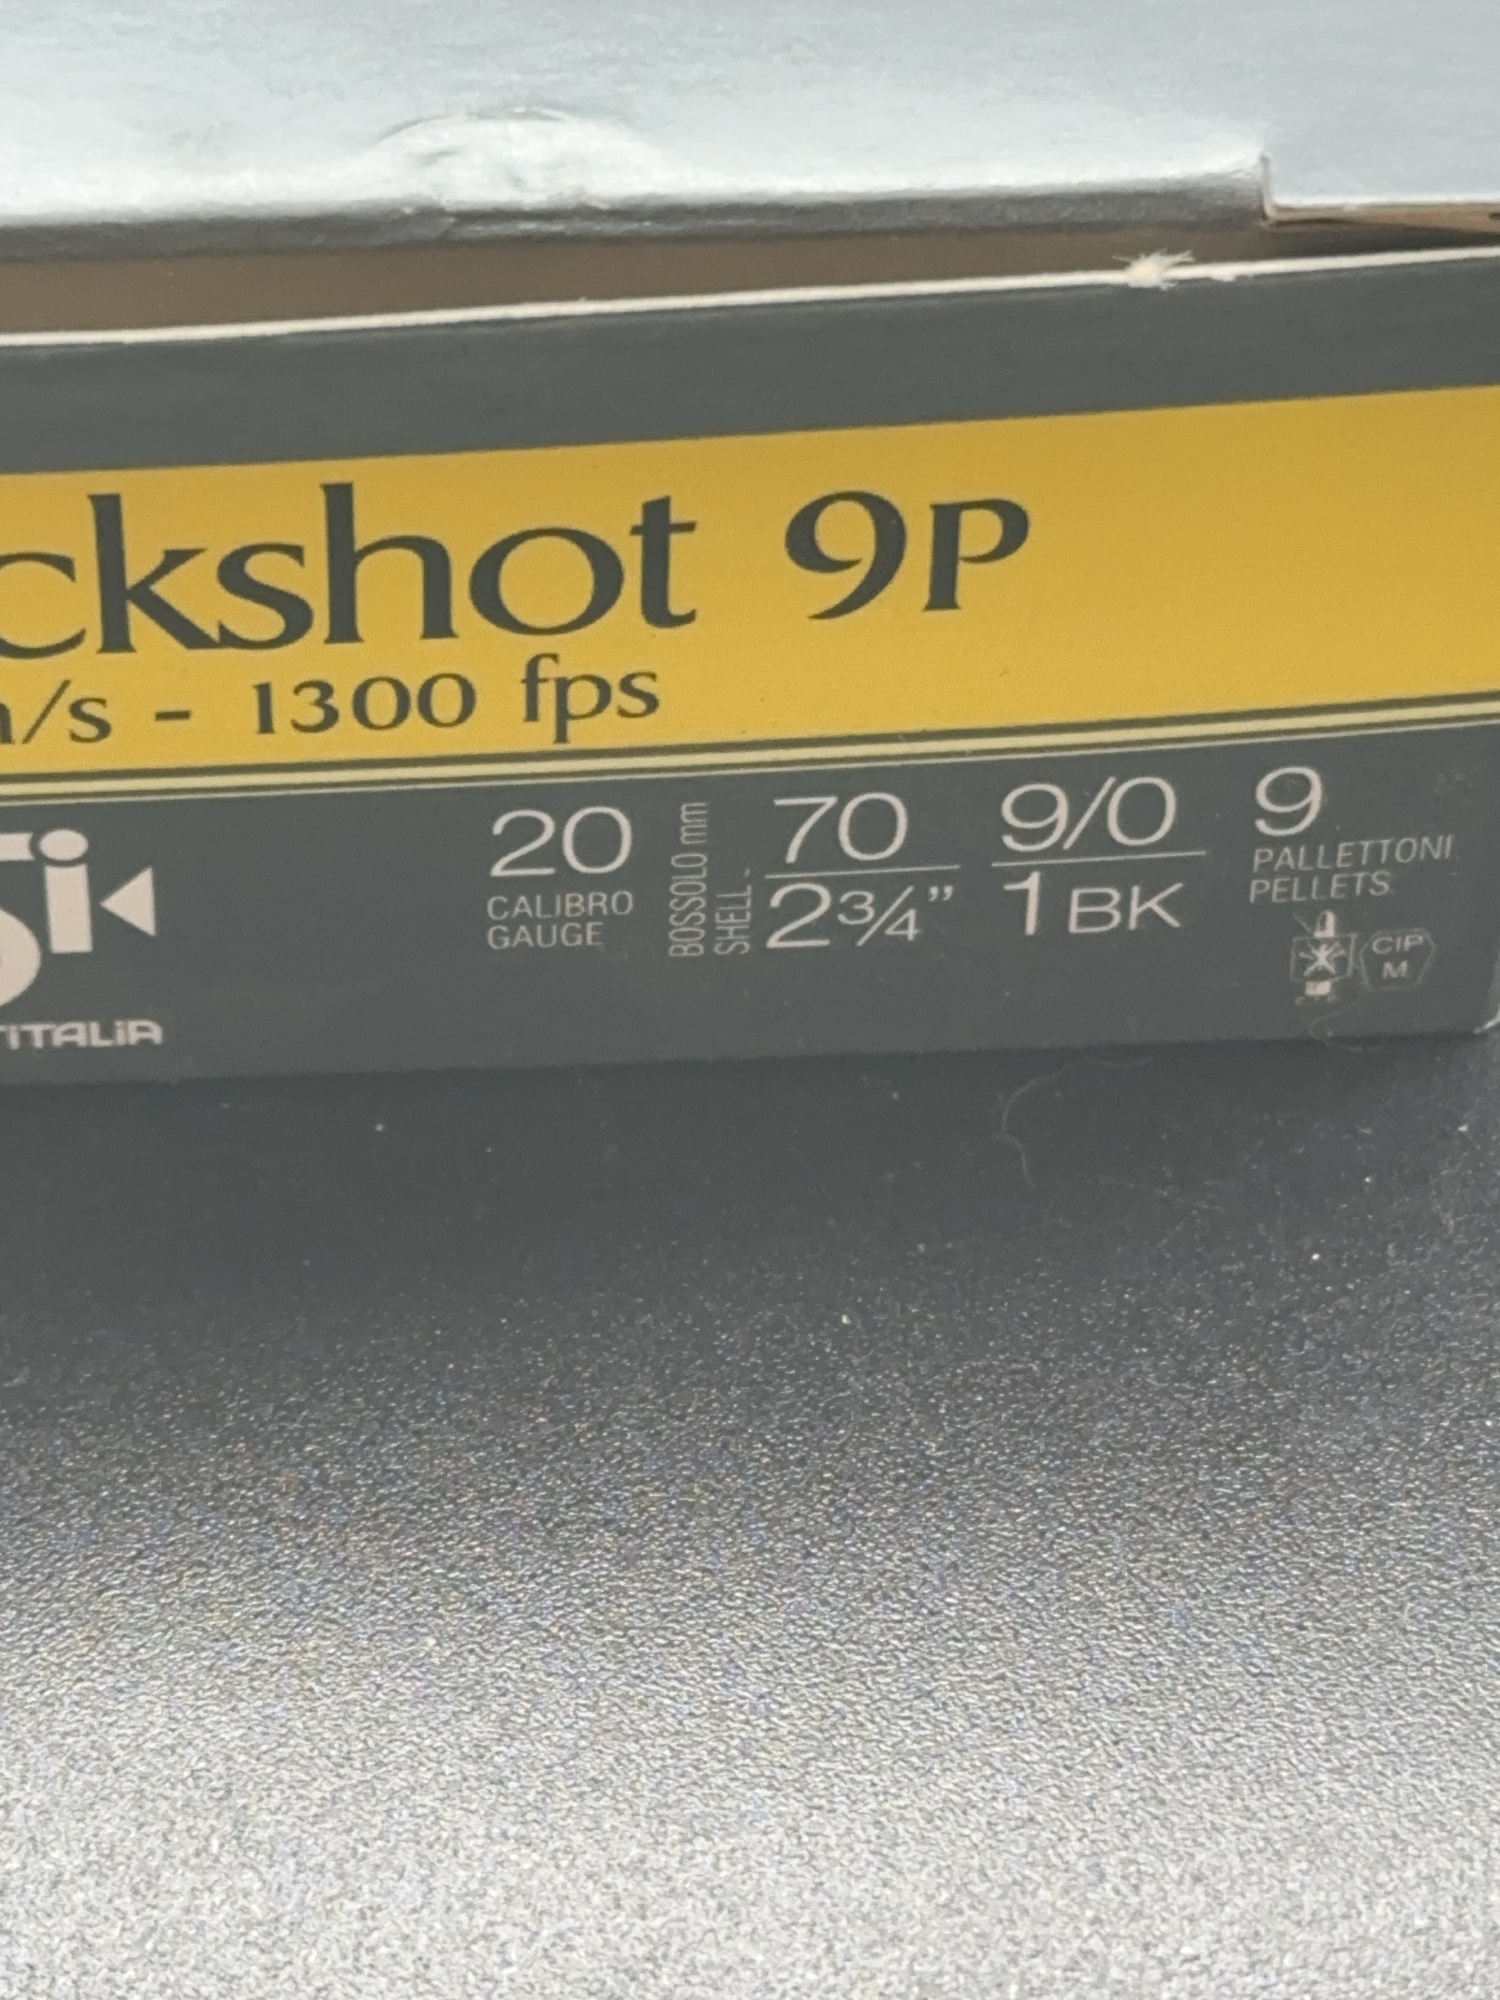 ckshot 9P
/s - 1300 fps
20
CALIBRO
GAUGE
BOSSOLO mm
SHELL -
70
2¾”
9/0
1 BK
9
PALLETTONI
PELLETS
CIP
M
ITALIA